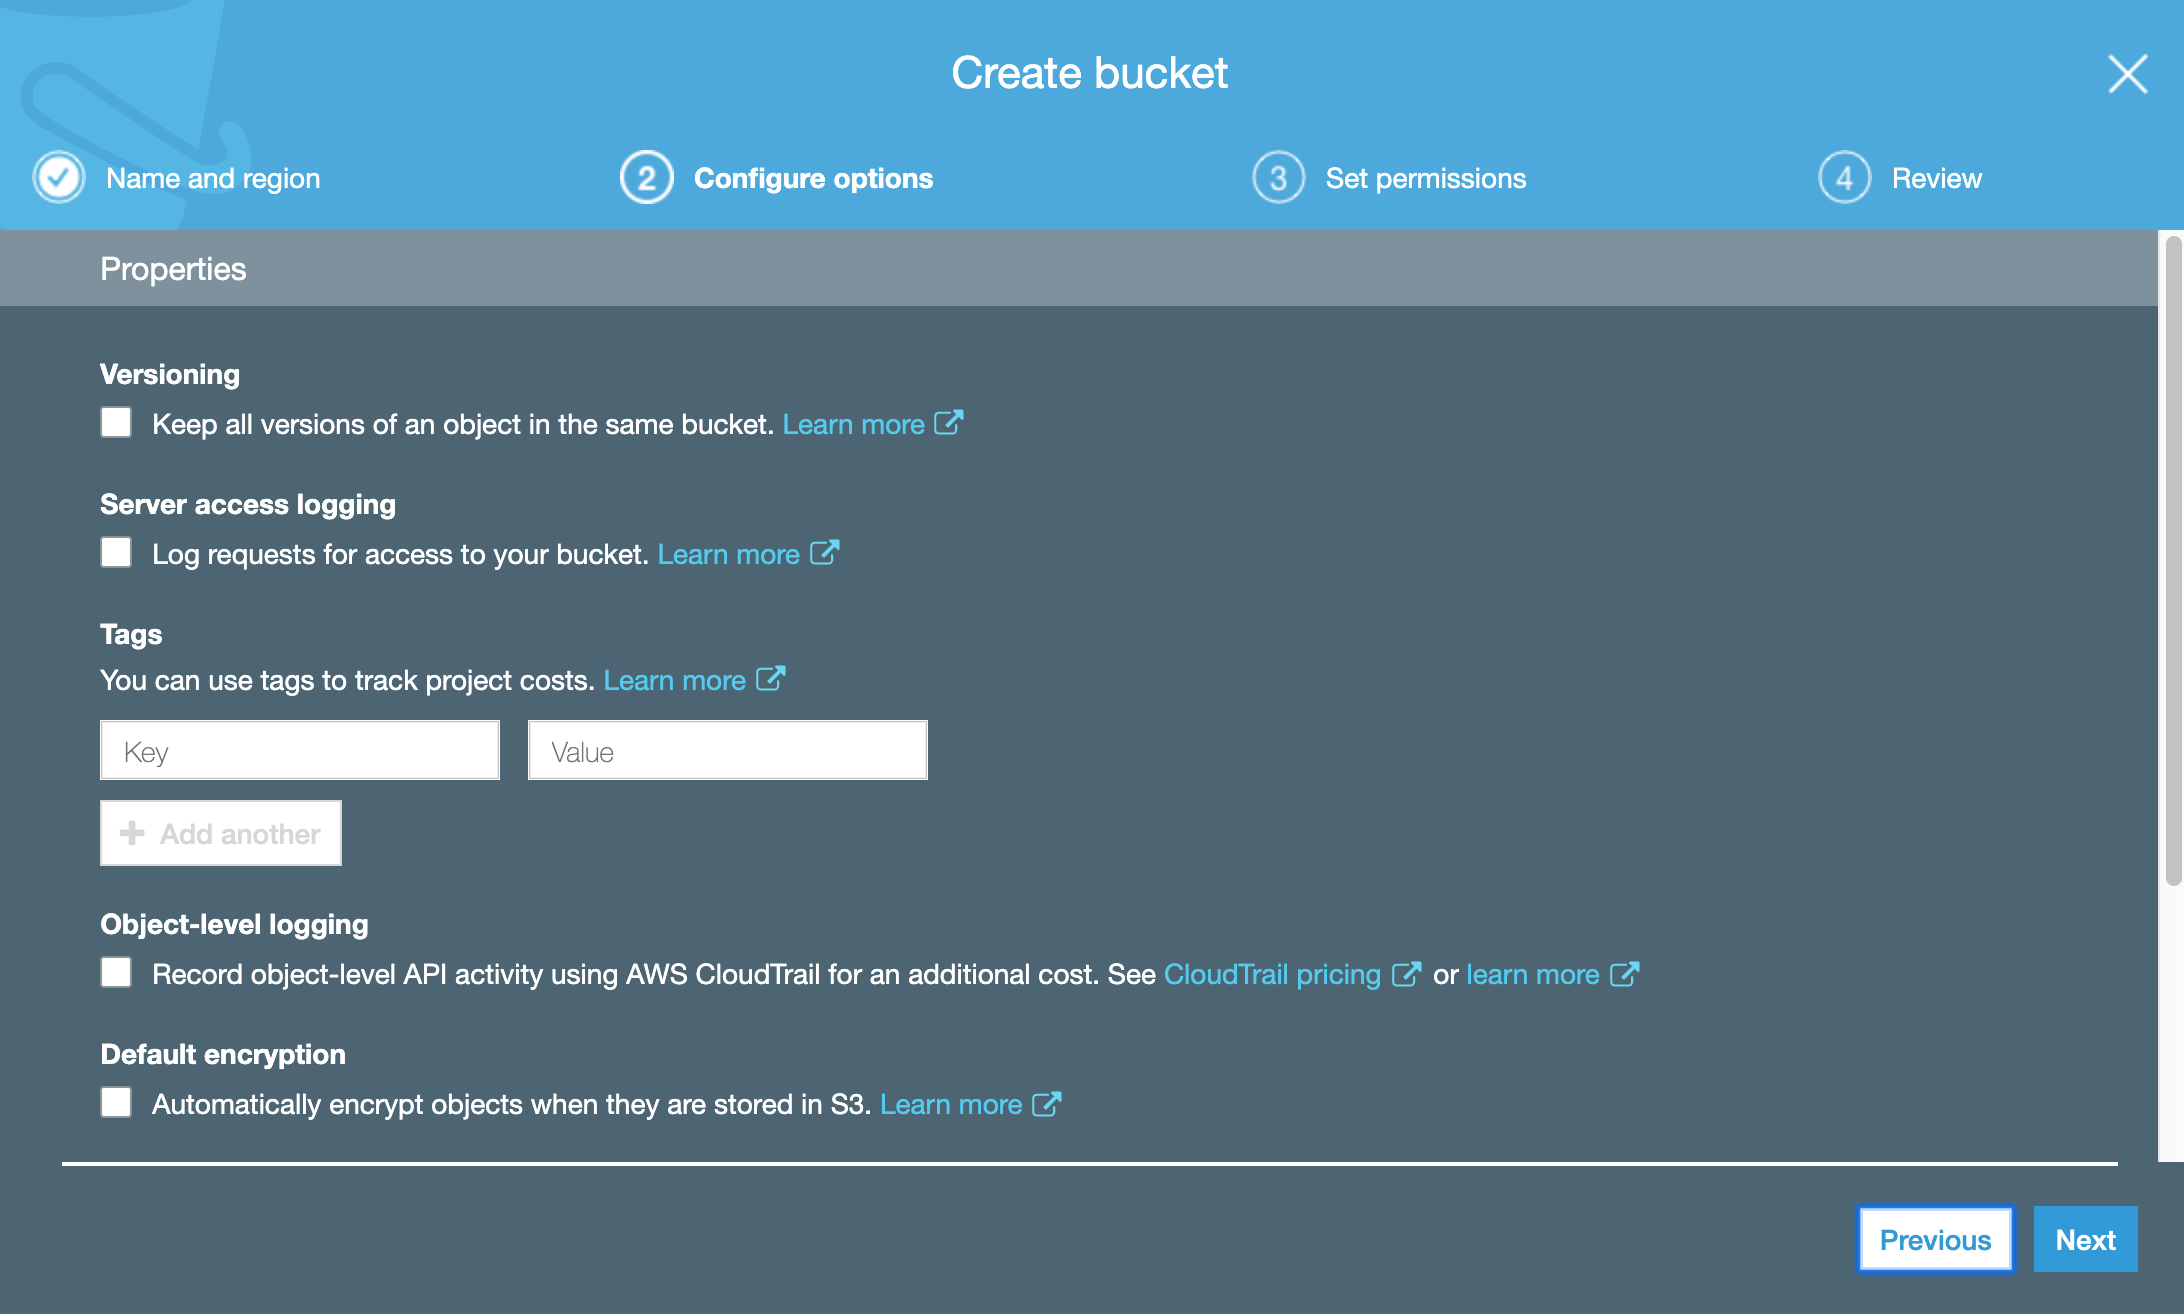 Create bucket
Name and region
2 Configure options
3 Set permissions
4 Review
Properties
Versioning
Keep all versions of an object in the same bucket. Learn more
Server access logging
Log requests for access to your bucket. Learn more
Tags
You can use tags to track project costs. Learn more
Key Value
Add another
Object-level logging
Record object-level API activity using AWS CloudTrail for an additional cost. See CloudTrail pricing or learn more
Default encryption
Automatically encrypt objects when they are stored in S3. Learn more
Previous Next